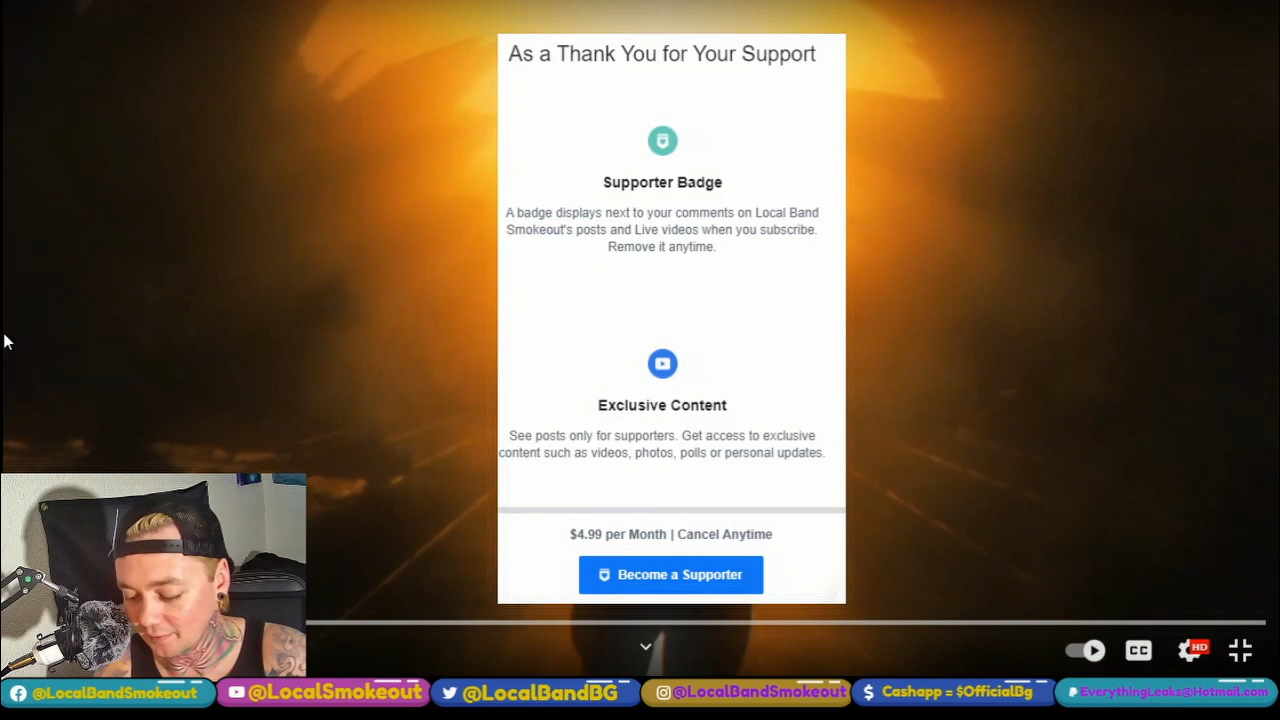 As a Thank You for Your Support
Supporter Badge
A badge displays next to your comments on Local Band
Smokeout's posts and Live videos when you subscribe.
Remove it anytime.
Exclusive Content
See posts only for supporters. Get access to exclusive
content such as videos, photos, polls or personal updates.
$4.99 per Month | Cancel Anytime
Become a Supporter
CC
HD
@LocalBandSmokeout
@LocalSmokeout
@LocalBandBG
@LocalBandSmokeout
Cashapp = $OfficialBg
EverythingLeaks@Hotmail.com